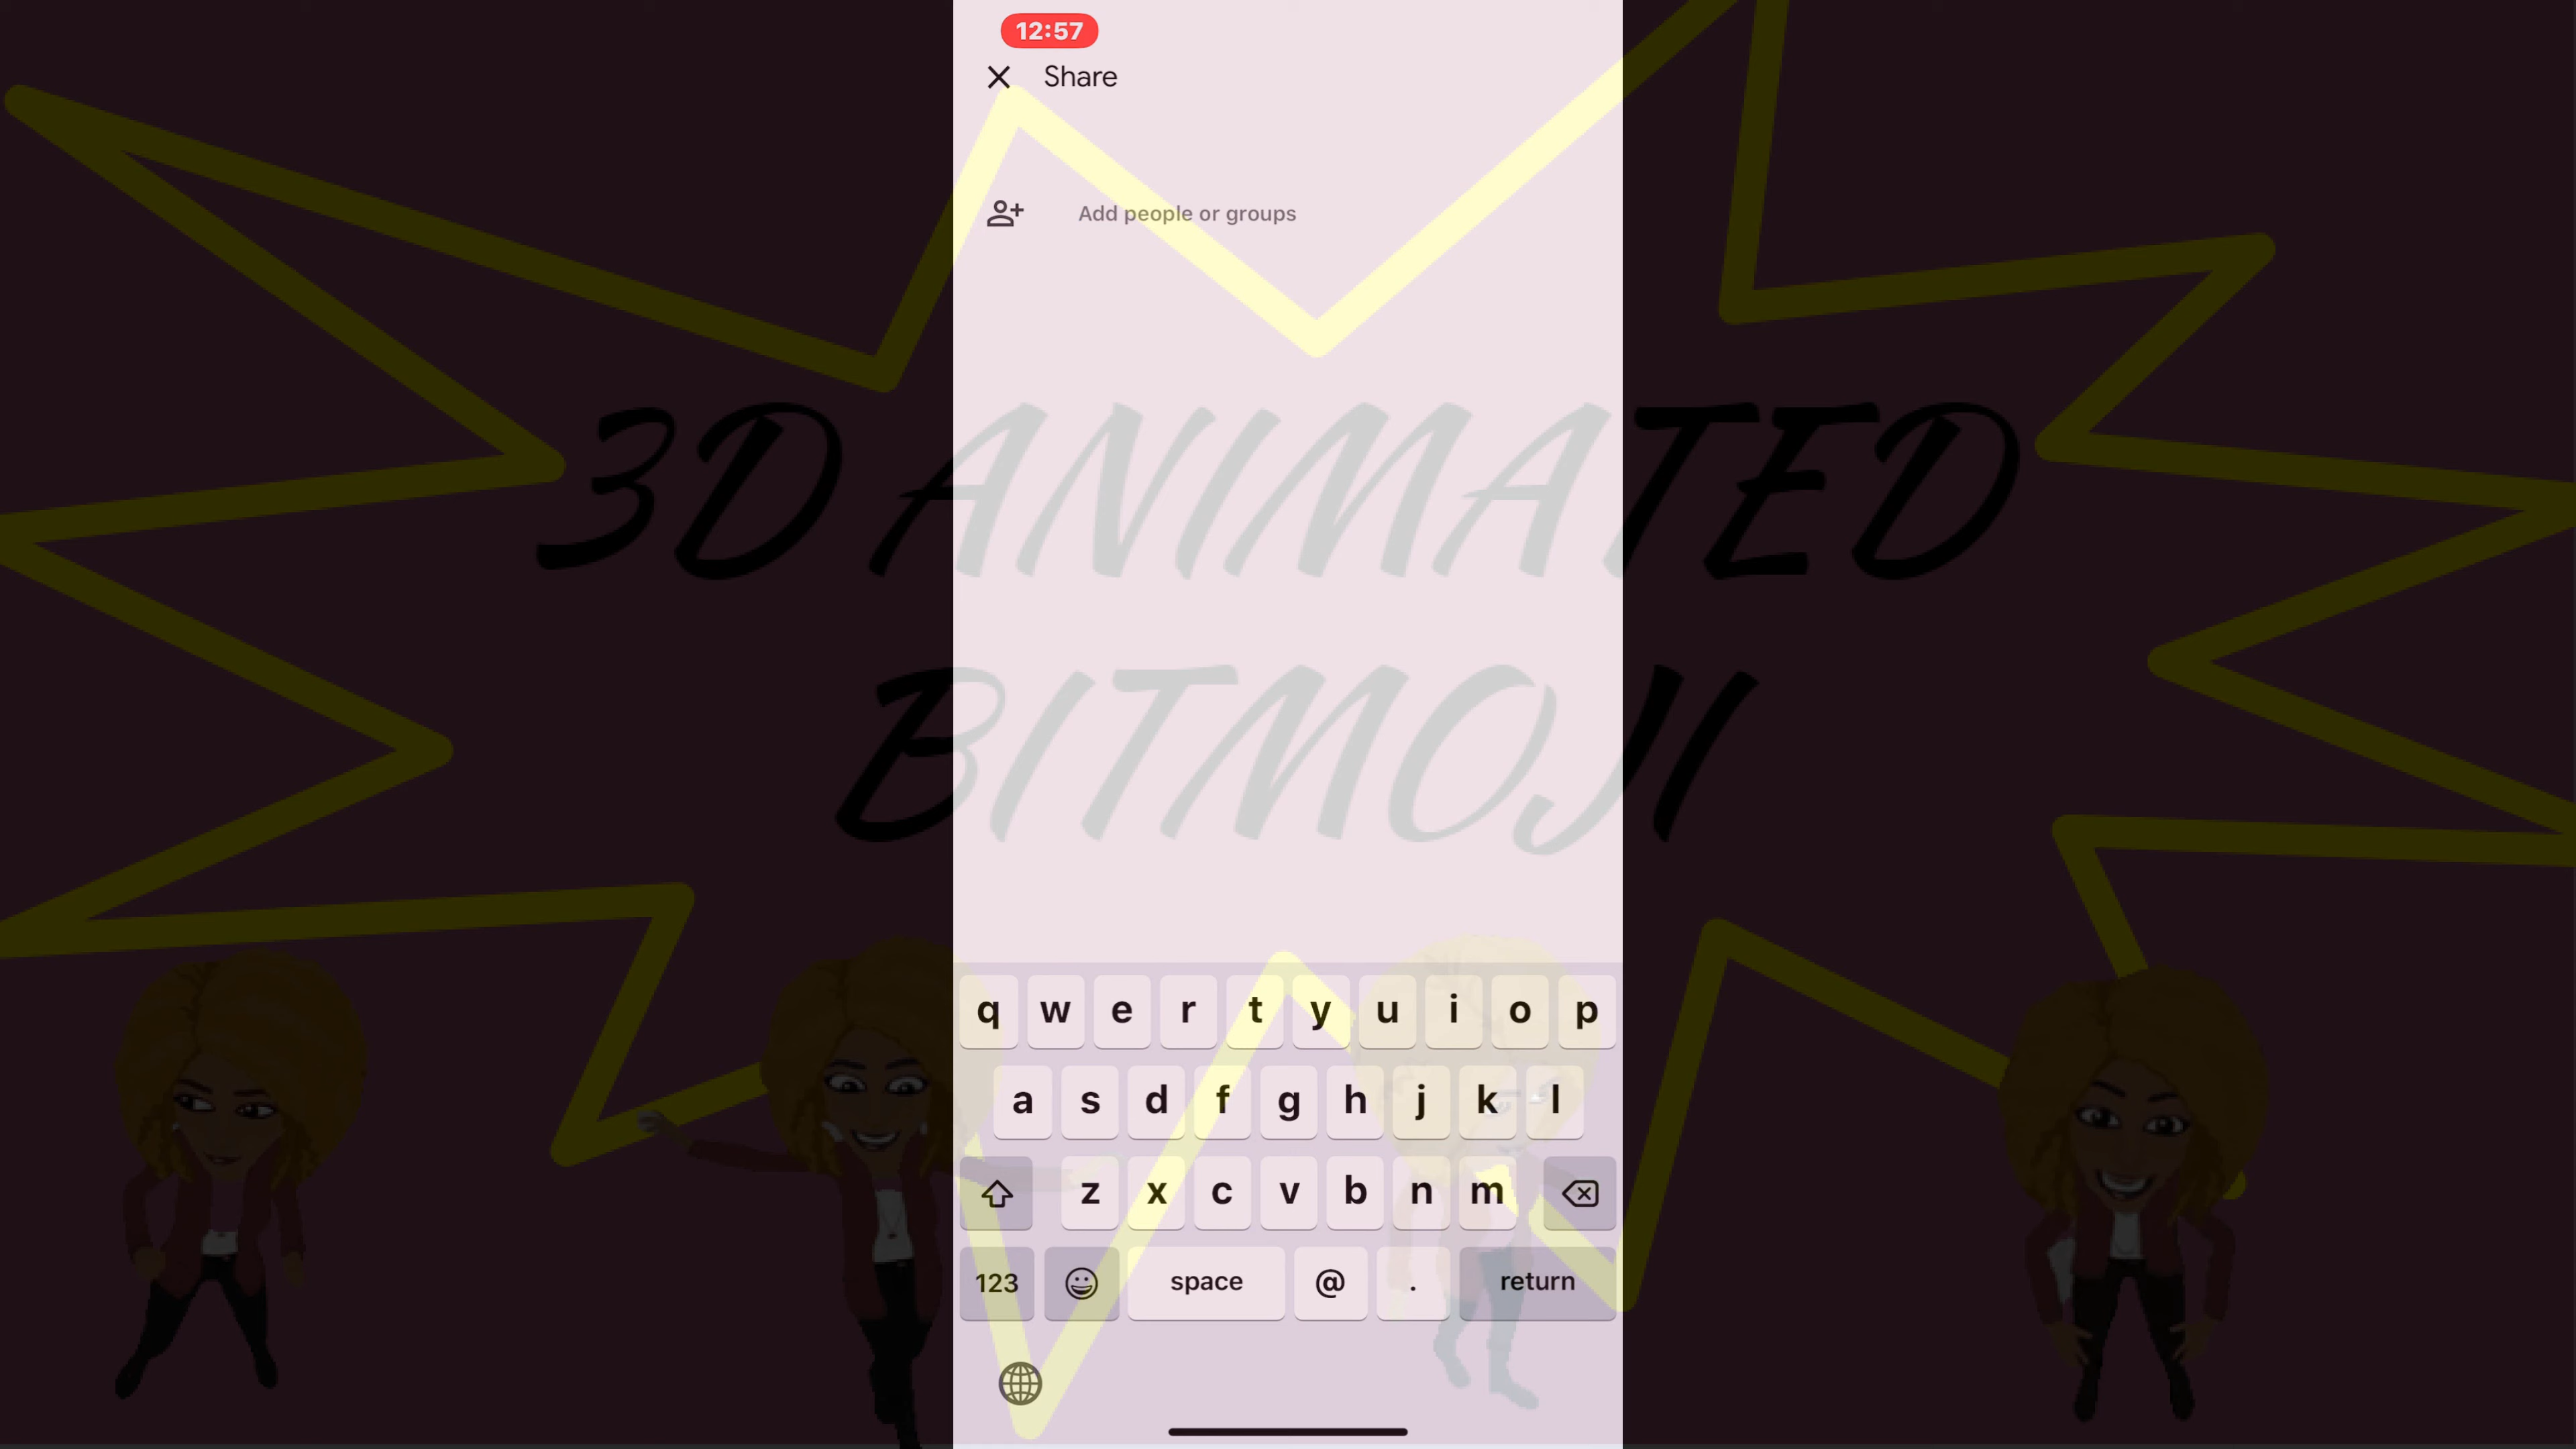 12:57
Share
Add people or groups
3D ANIMATED
BITMOJI
q w e r t y u i o p
a s d f g h j k l
z x c v b n m
123 space @ . return